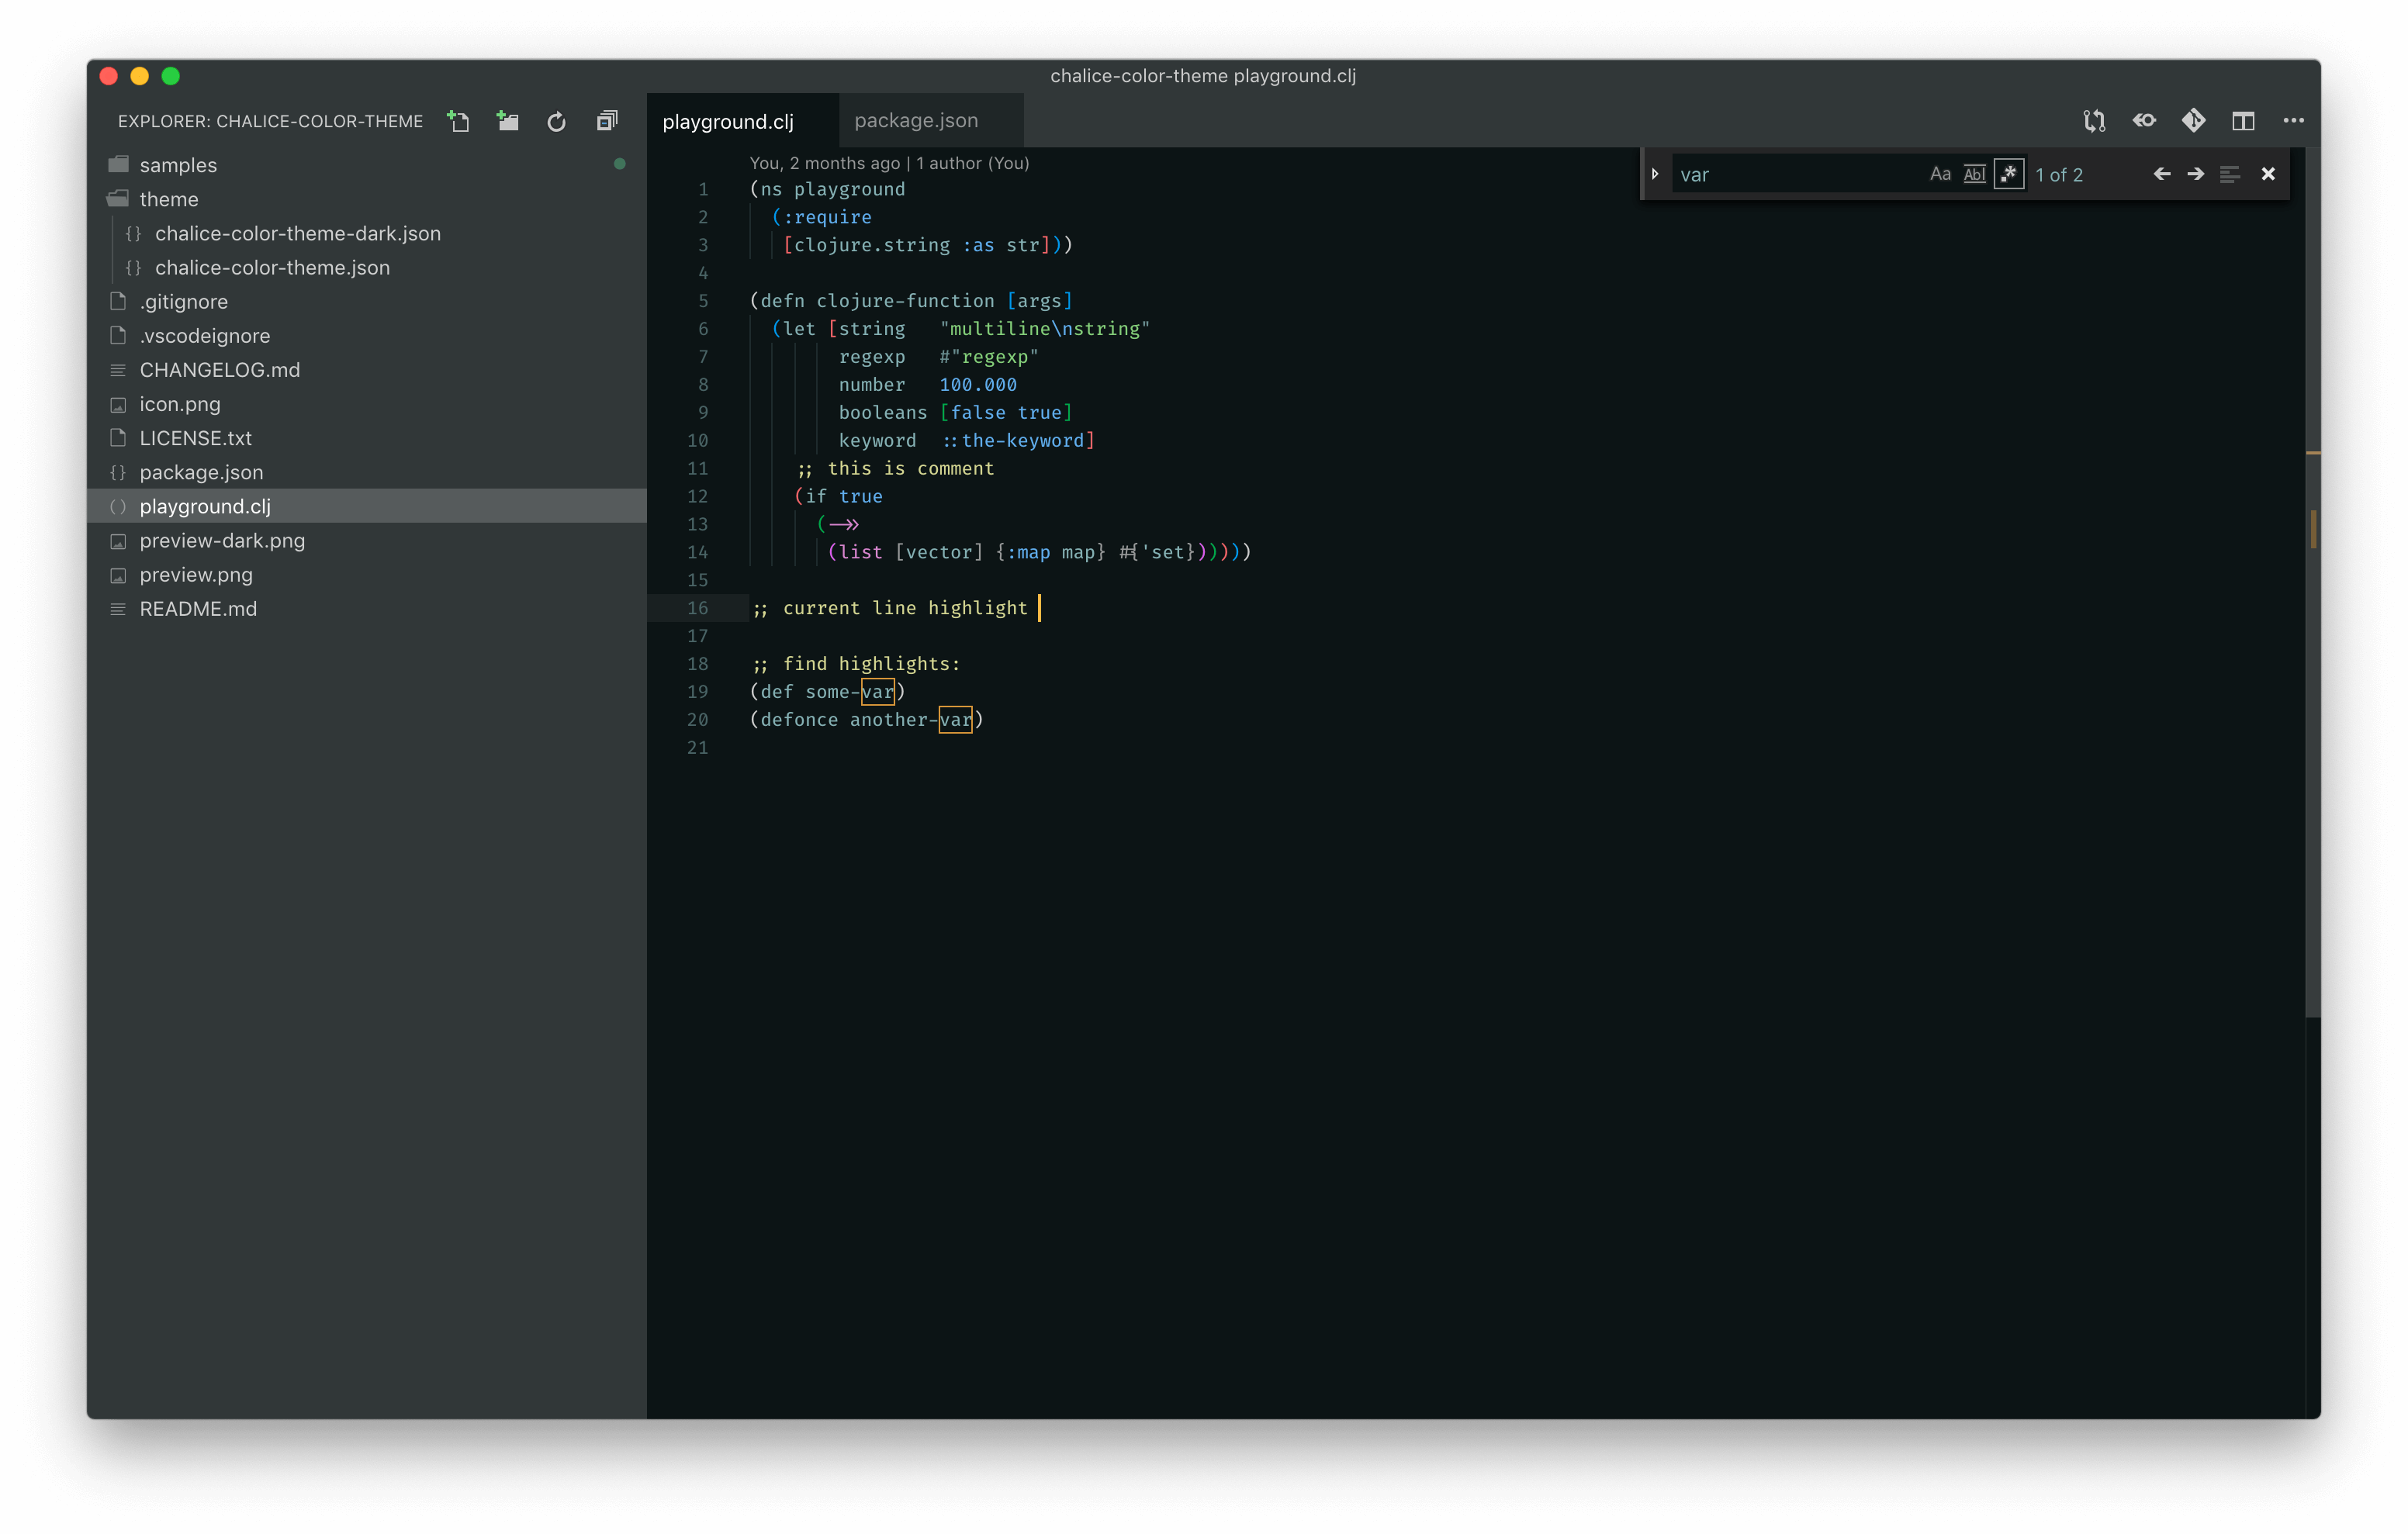 chalice-color-theme playground.clj
EXPLORER: CHALICE-COLOR-THEME
samples
theme
{} chalice-color-theme-dark.json
{} chalice-color-theme.json
.gitignore
.vscodeignore
CHANGELOG.md
icon.png
LICENSE.txt
{} package.json
() playground.clj
preview-dark.png
preview.png
README.md
playground.clj package.json
var Aa Abl .* 1 of 2
You, 2 months ago | 1 author (You)
1 (ns playground
2   (:require
3    [clojure.string :as str]))
4
5 (defn clojure-function [args]
6   (let [string   "multiline\nstring"
7         regexp   #"regexp"
8         number   100.000
9         booleans [false true]
10         keyword  ::the-keyword]
11     ;; this is comment
12     (if true
13       (->>
14        (list [vector] {:map map} #{'set})))))
15
16 ;; current line highlight
17
18 ;; find highlights:
19 (def some-var)
20 (defonce another-var)
21